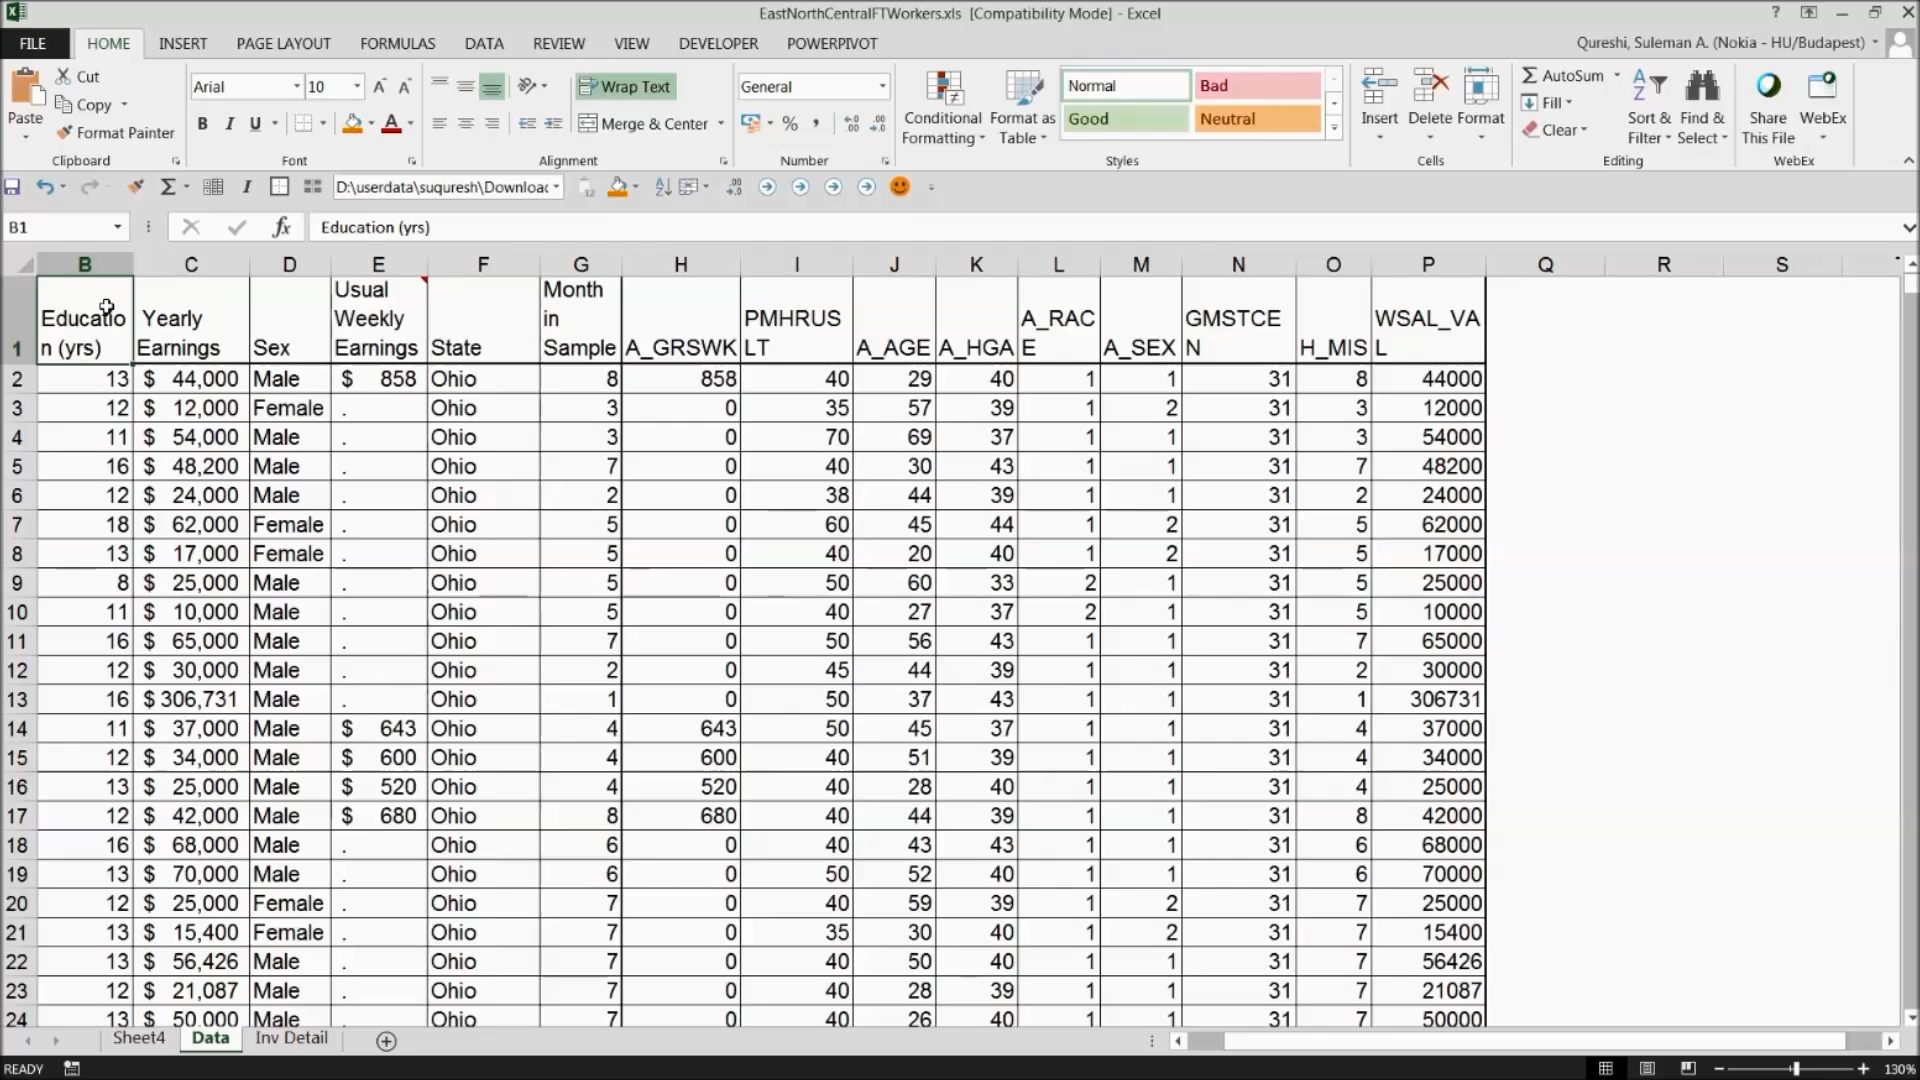 EastNorthCentralFTWorkers.xls [Compatibility Mode] - Excel
FILE HOME INSERT PAGE LAYOUT FORMULAS DATA REVIEW VIEW DEVELOPER POWERPIVOT Qureshi, Suleman A. (Nokia - HU/Budapest)
Cut
Copy
Format Painter
Paste
Clipboard
Arial 10
B I U
Font
Wrap Text
Merge & Center
Alignment
General
Number
Conditional Formatting
Format as Table
Normal Bad
Good Neutral
Styles
Insert Delete Format
Cells
AutoSum
Fill
Clear
Sort & Filter
Find & Select
Editing
Share This File
WebEx
WebEx
D:\userdata\suquresh\Downloac
B1 fx Education (yrs)
B C D E F G H I J K L M N O P Q R S
1 Educatio n (yrs) Yearly Earnings Sex Usual Weekly Earnings State Month in Sample A_GRSWK PMHRUS LT A_AGE A_HGA A_RAC E A_SEX GMSTCE N H_MIS WSAL_VA L
2 13 $ 44,000 Male $ 858 Ohio 8 858 40 29 40 1 1 31 8 44000
3 12 $ 12,000 Female . Ohio 3 0 35 57 39 1 2 31 3 12000
4 11 $ 54,000 Male . Ohio 3 0 70 69 37 1 1 31 3 54000
5 16 $ 48,200 Male . Ohio 7 0 40 30 43 1 1 31 7 48200
6 12 $ 24,000 Male . Ohio 2 0 38 44 39 1 1 31 2 24000
7 18 $ 62,000 Female . Ohio 5 0 60 45 44 1 2 31 5 62000
8 13 $ 17,000 Female . Ohio 5 0 40 20 40 1 2 31 5 17000
9 8 $ 25,000 Male . Ohio 5 0 50 60 33 2 1 31 5 25000
10 11 $ 10,000 Male . Ohio 5 0 40 27 37 2 1 31 5 10000
11 16 $ 65,000 Male . Ohio 7 0 50 56 43 1 1 31 7 65000
12 12 $ 30,000 Male . Ohio 2 0 45 44 39 1 1 31 2 30000
13 16 $ 306,731 Male . Ohio 1 0 50 37 43 1 1 31 1 306731
14 11 $ 37,000 Male $ 643 Ohio 4 643 50 45 37 1 1 31 4 37000
15 12 $ 34,000 Male $ 600 Ohio 4 600 40 51 39 1 1 31 4 34000
16 13 $ 25,000 Male $ 520 Ohio 4 520 40 28 40 1 1 31 4 25000
17 12 $ 42,000 Male $ 680 Ohio 8 680 40 44 39 1 1 31 8 42000
18 16 $ 68,000 Male . Ohio 6 0 40 43 43 1 1 31 6 68000
19 13 $ 70,000 Male . Ohio 6 0 50 52 40 1 1 31 6 70000
20 12 $ 25,000 Female . Ohio 7 0 40 59 39 1 2 31 7 25000
21 13 $ 15,400 Female . Ohio 7 0 35 30 40 1 2 31 7 15400
22 13 $ 56,426 Male . Ohio 7 0 40 50 40 1 1 31 7 56426
23 12 $ 21,087 Male . Ohio 7 0 40 28 39 1 1 31 7 21087
24 13 $ 50,000 Male . Ohio 7 0 40 26 40 1 1 31 7 50000
Sheet4 Data Inv Detail
READY 130%